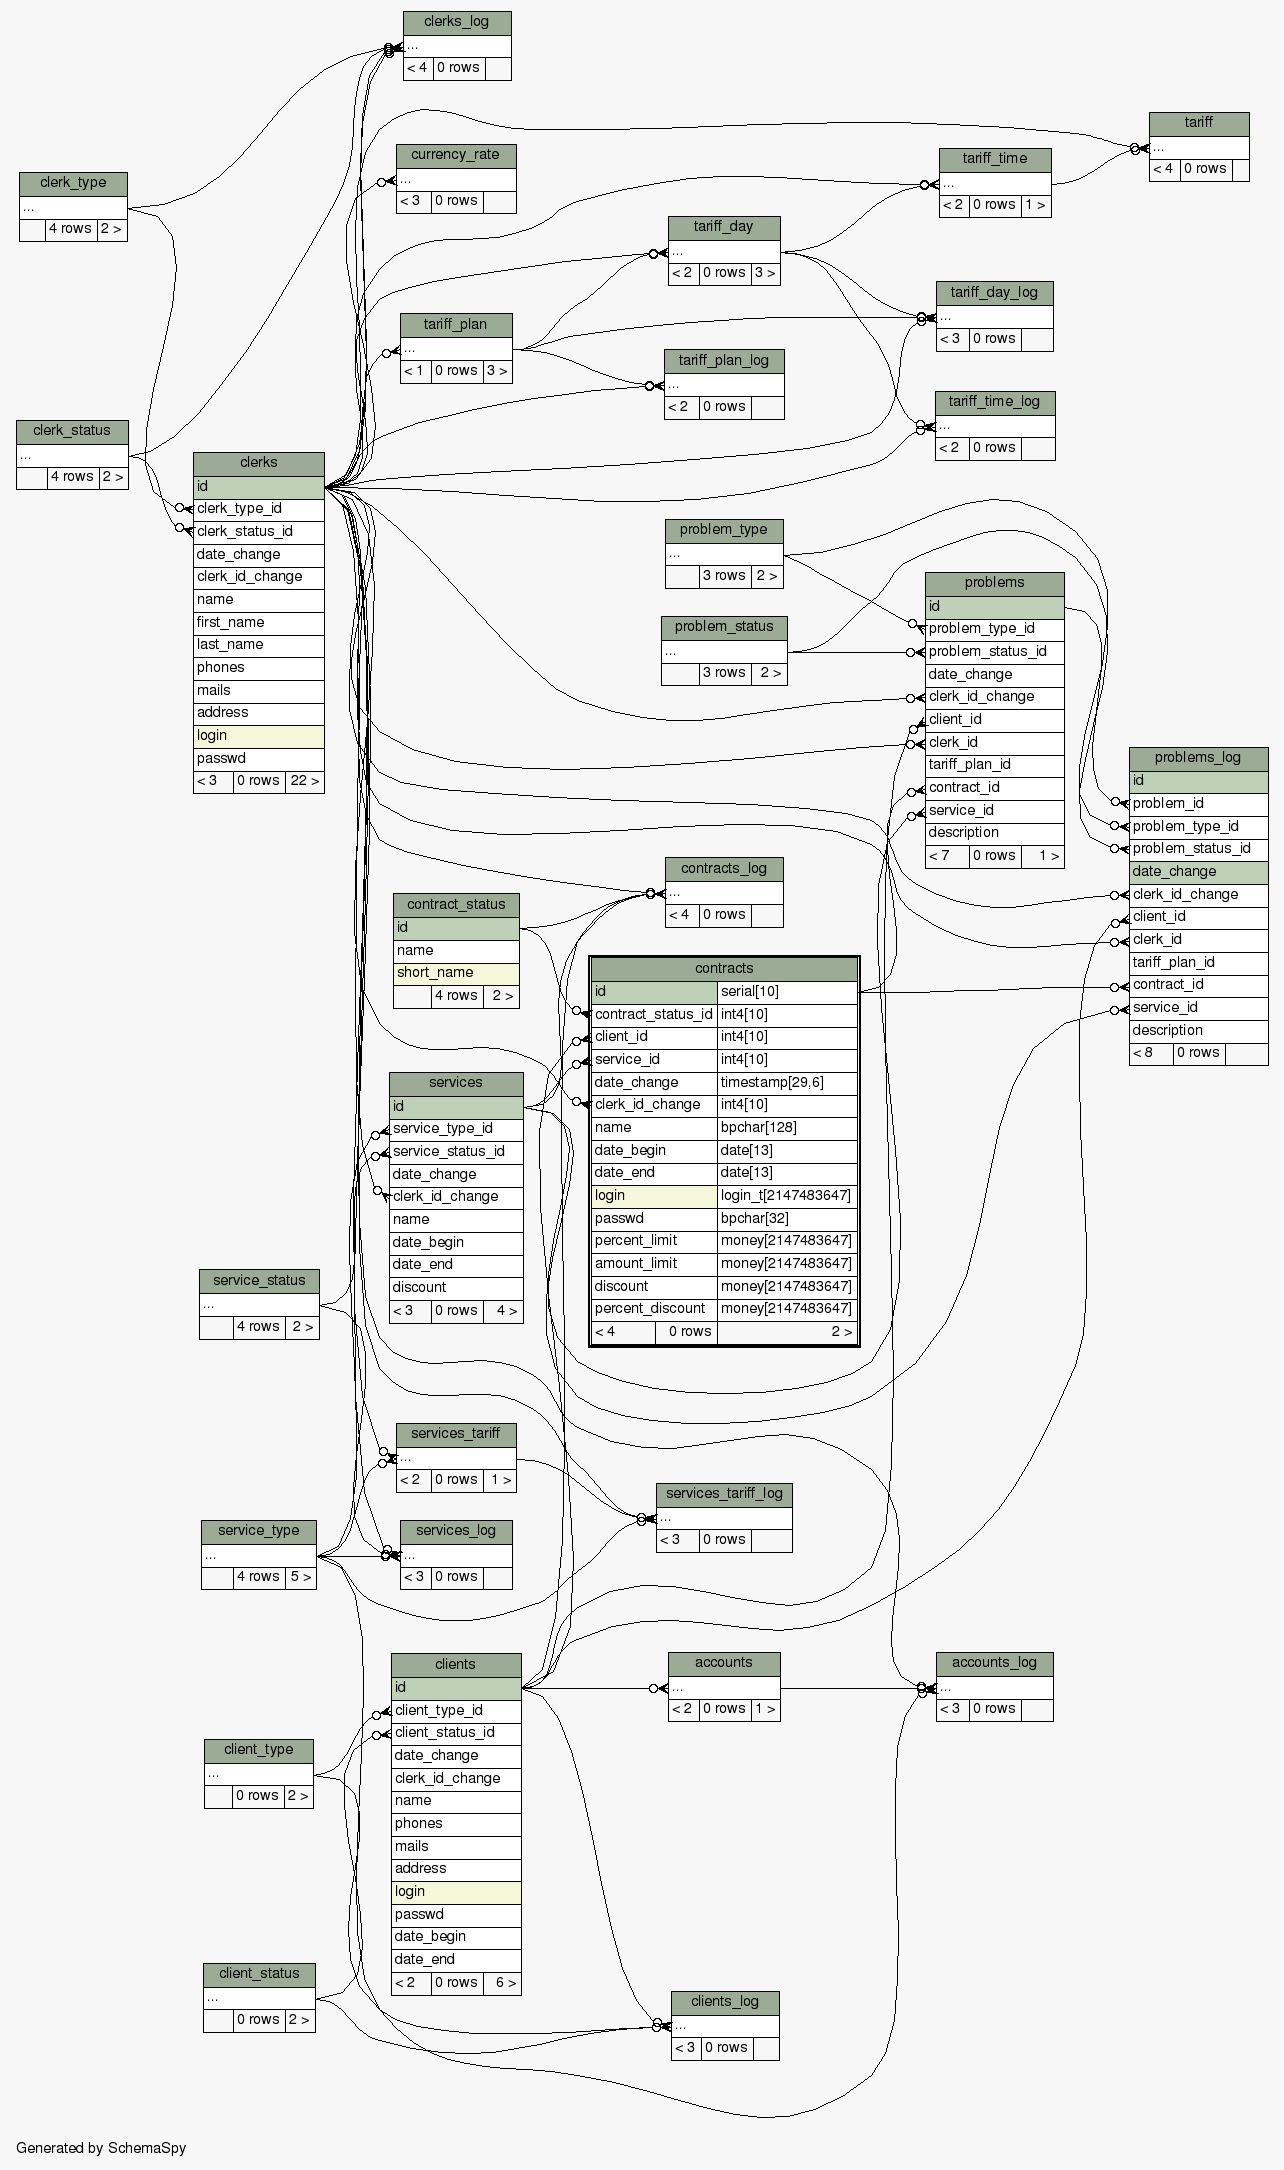 clerks_log
...
< 4 0 rows
tariff
...
< 4 0 rows
currency_rate
...
< 3 0 rows
tariff_time
...
< 2 0 rows 1 >
clerk_type
...
4 rows 2 >
tariff_day
...
< 2 0 rows 3 >
tariff_day_log
...
< 3 0 rows
tariff_plan
...
< 1 0 rows 3 >
tariff_plan_log
...
< 2 0 rows
tariff_time_log
...
< 2 0 rows
clerk_status
...
4 rows 2 >
clerks
id
clerk_type_id
clerk_status_id
date_change
clerk_id_change
name
first_name
last_name
phones
mails
address
login
passwd
< 3 0 rows 22 >
problem_type
...
3 rows 2 >
problem_status
...
3 rows 2 >
problems
id
problem_type_id
problem_status_id
date_change
clerk_id_change
client_id
clerk_id
tariff_plan_id
contract_id
service_id
description
< 7 0 rows 1 >
problems_log
id
problem_id
problem_type_id
problem_status_id
date_change
clerk_id_change
client_id
clerk_id
tariff_plan_id
contract_id
service_id
description
< 8 0 rows
contracts_log
...
< 4 0 rows
contract_status
id
name
short_name
4 rows 2 >
contracts
id serial[10]
contract_status_id int4[10]
client_id int4[10]
service_id int4[10]
date_change timestamp[29,6]
clerk_id_change int4[10]
name bpchar[128]
date_begin date[13]
date_end date[13]
login login_t[2147483647]
passwd bpchar[32]
percent_limit money[2147483647]
amount_limit money[2147483647]
discount money[2147483647]
percent_discount money[2147483647]
< 4 0 rows 2 >
services
id
service_type_id
service_status_id
date_change
clerk_id_change
name
date_begin
date_end
discount
< 3 0 rows 4 >
service_status
...
4 rows 2 >
services_tariff
...
< 2 0 rows 1 >
services_tariff_log
...
< 3 0 rows
service_type
...
4 rows 5 >
services_log
...
< 3 0 rows
clients
id
client_type_id
client_status_id
date_change
clerk_id_change
name
phones
mails
address
login
passwd
date_begin
date_end
< 2 0 rows 6 >
accounts
...
< 2 0 rows 1 >
accounts_log
...
< 3 0 rows
client_type
...
0 rows 2 >
client_status
...
0 rows 2 >
clients_log
...
< 3 0 rows
Generated by SchemaSpy